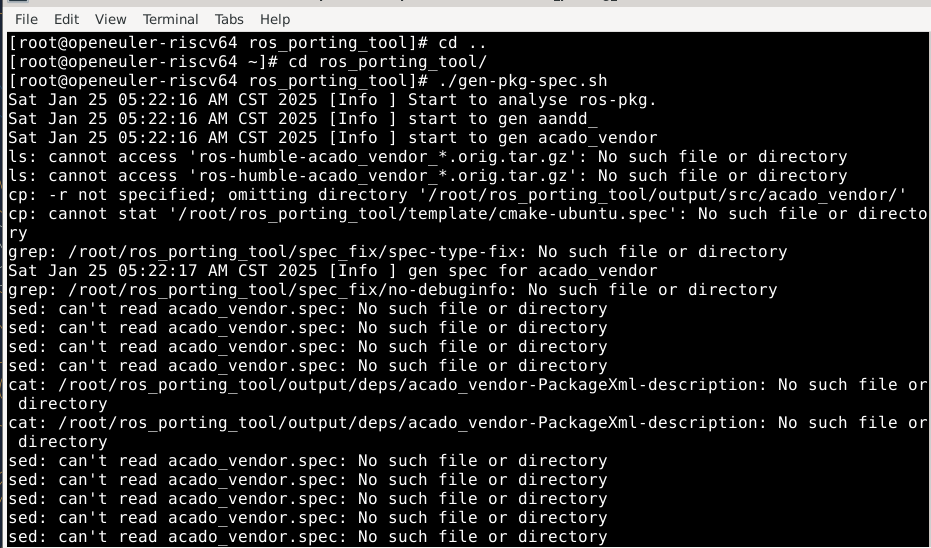 File Edit View Terminal Tabs Help
[root@openeuler-riscv64 ros_porting_tool]# cd ..
[root@openeuler-riscv64 ~]# cd ros_porting_tool/
[root@openeuler-riscv64 ros_porting_tool]# ./gen-pkg-spec.sh
Sat Jan 25 05:22:16 AM CST 2025 [Info ] Start to analyse ros-pkg.
Sat Jan 25 05:22:16 AM CST 2025 [Info ] start to gen aandd_
Sat Jan 25 05:22:16 AM CST 2025 [Info ] start to gen acado_vendor
ls: cannot access 'ros-humble-acado_vendor_*.orig.tar.gz': No such file or directory
ls: cannot access 'ros-humble-acado_vendor_*.orig.tar.gz': No such file or directory
cp: -r not specified; omitting directory '/root/ros_porting_tool/output/src/acado_vendor/'
cp: cannot stat '/root/ros_porting_tool/template/cmake-ubuntu.spec': No such file or directo
ry
grep: /root/ros_porting_tool/spec_fix/spec-type-fix: No such file or directory
Sat Jan 25 05:22:17 AM CST 2025 [Info ] gen spec for acado_vendor
grep: /root/ros_porting_tool/spec_fix/no-debuginfo: No such file or directory
sed: can't read acado_vendor.spec: No such file or directory
sed: can't read acado_vendor.spec: No such file or directory
sed: can't read acado_vendor.spec: No such file or directory
sed: can't read acado_vendor.spec: No such file or directory
cat: /root/ros_porting_tool/output/deps/acado_vendor-PackageXml-description: No such file or
 directory
cat: /root/ros_porting_tool/output/deps/acado_vendor-PackageXml-description: No such file or
 directory
sed: can't read acado_vendor.spec: No such file or directory
sed: can't read acado_vendor.spec: No such file or directory
sed: can't read acado_vendor.spec: No such file or directory
sed: can't read acado_vendor.spec: No such file or directory
sed: can't read acado_vendor.spec: No such file or directory